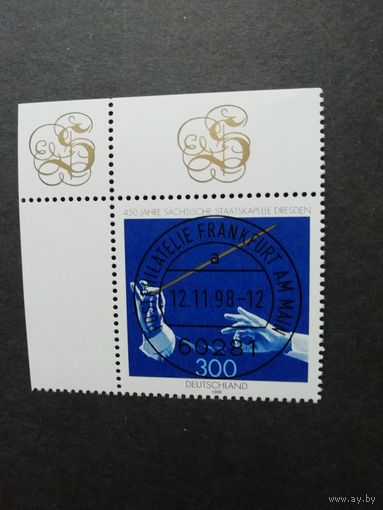 450 JAHRE SÄCHSISCHE STAATSKAPELLE DRESDEN
POSTPHILATELIE FRANKFURT AM MAIN
a
12.11.98-12
60281
300
DEUTSCHLAND
1998
www.ay.by